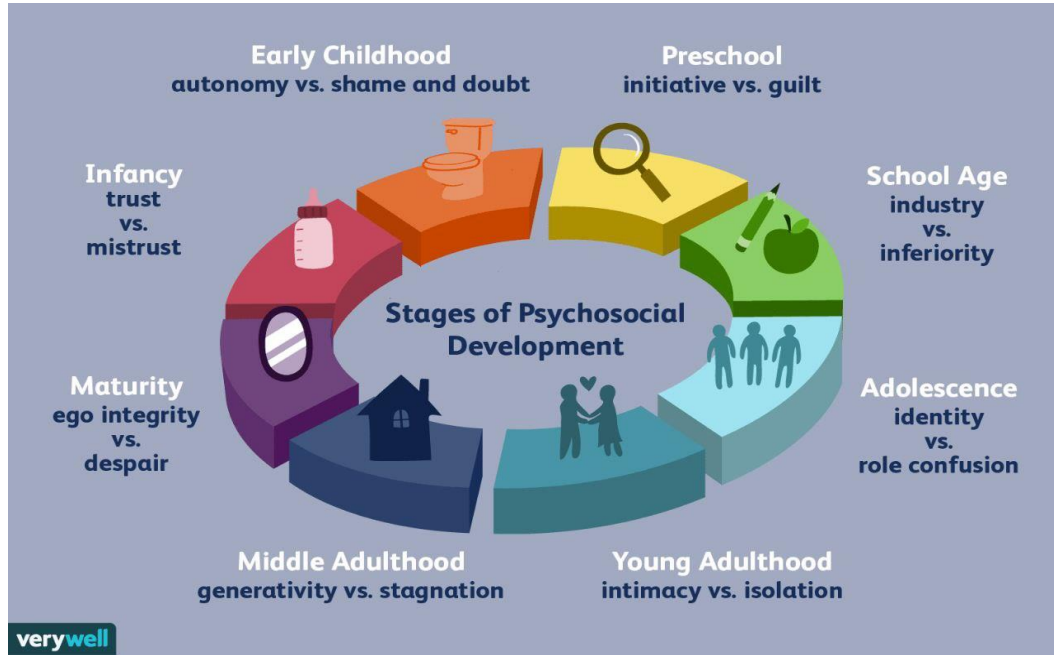 Early Childhood
autonomy vs. shame and doubt
Preschool
initiative vs. guilt
Infancy
trust
vs.
mistrust
School Age
industry
vs.
inferiority
Stages of Psychosocial
Development
Maturity
ego integrity
vs.
despair
Adolescence
identity
vs.
role confusion
Middle Adulthood
generativity vs. stagnation
Young Adulthood
intimacy vs. isolation
verywell